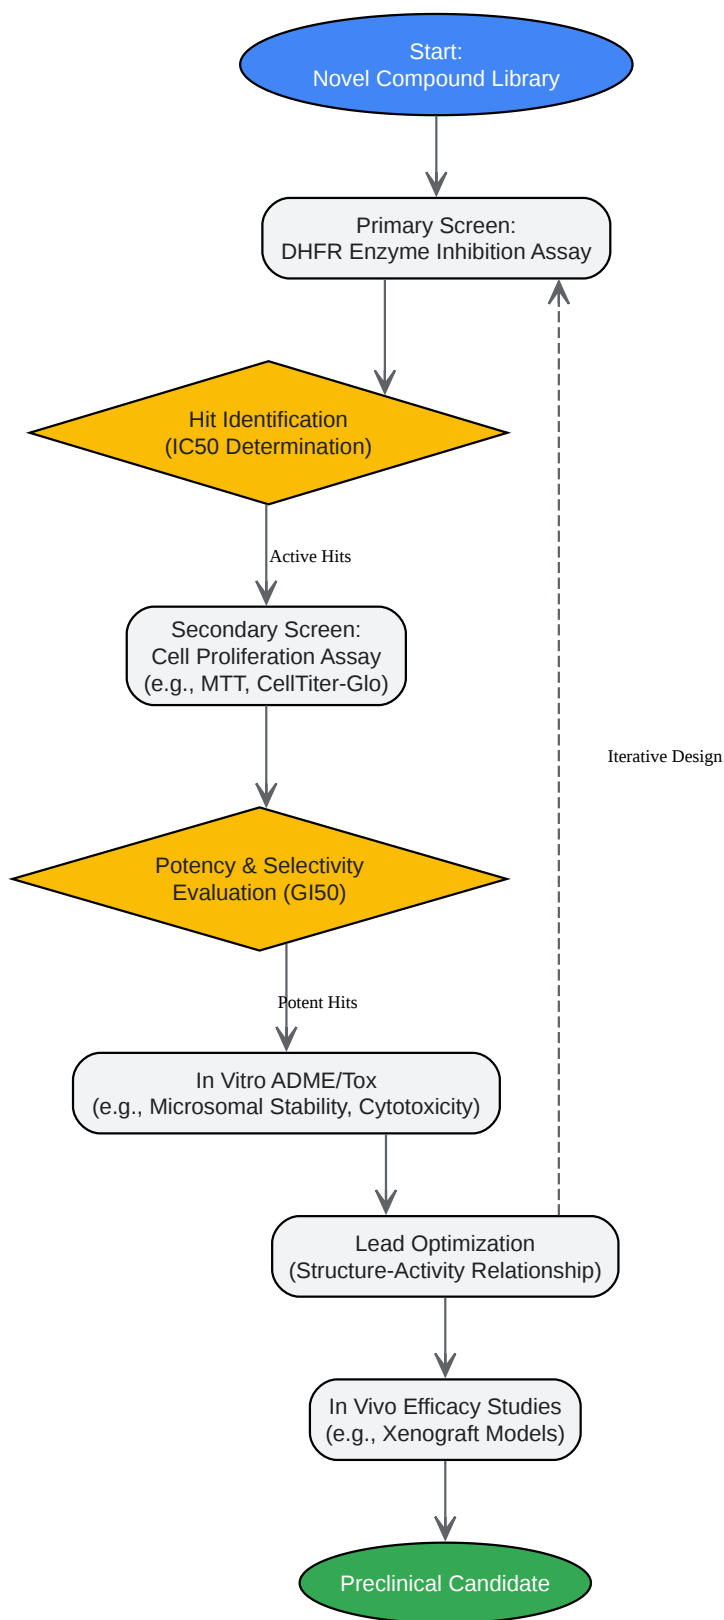 Start:
Novel Compound Library
Primary Screen:
DHFR Enzyme Inhibition Assay
Hit Identification
(IC50 Determination)
Active Hits
Secondary Screen:
Cell Proliferation Assay
(e.g., MTT, CellTiter-Glo)
Iterative Design
Potency & Selectivity
Evaluation (GI50)
Potent Hits
In Vitro ADME/Tox
(e.g., Microsomal Stability, Cytotoxicity)
Lead Optimization
(Structure-Activity Relationship)
In Vivo Efficacy Studies
(e.g., Xenograft Models)
Preclinical Candidate